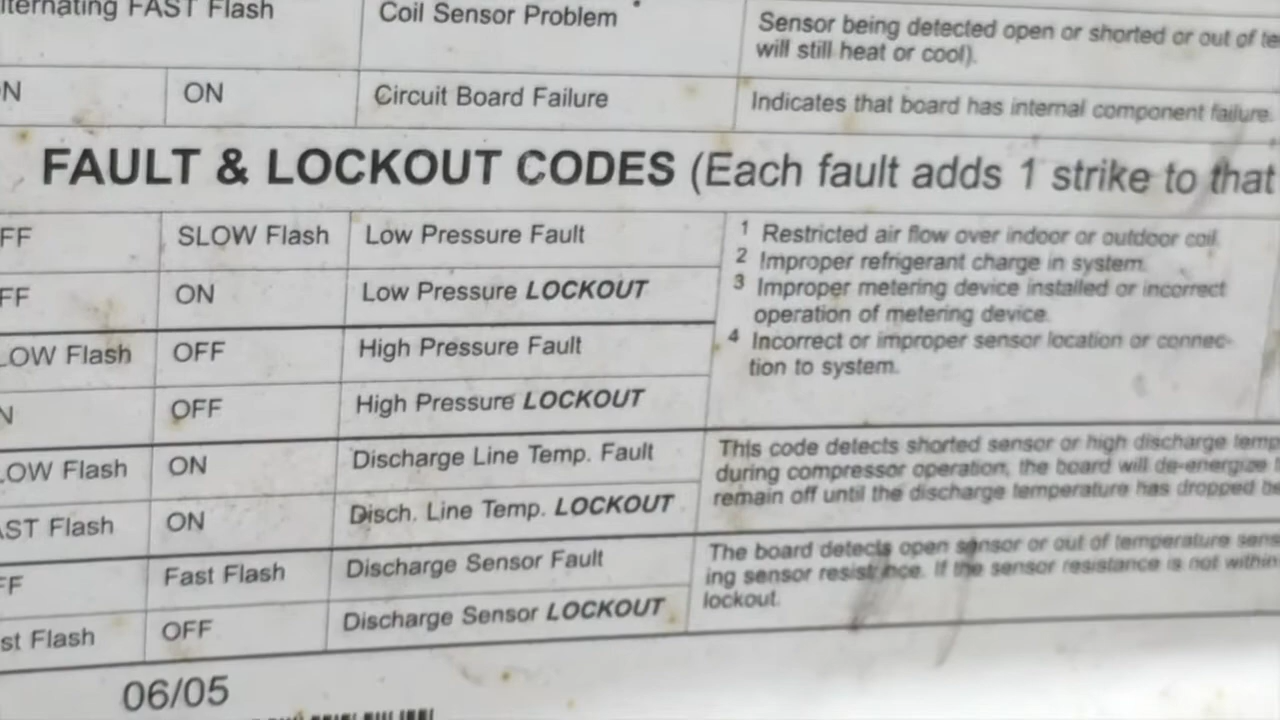 lternating FAST Flash Coil Sensor Problem Sensor being detected open or shorted or out of te
will still heat or cool).
N ON Circuit Board Failure Indicates that board has internal component failure.
FAULT & LOCKOUT CODES (Each fault adds 1 strike to that
FF SLOW Flash Low Pressure Fault
FF ON Low Pressure LOCKOUT
LOW Flash OFF High Pressure Fault
N OFF High Pressure LOCKOUT
1 Restricted air flow over indoor or outdoor coil.
2 Improper refrigerant charge in system.
3 Improper metering device installed or incorrect
operation of metering device.
4 Incorrect or improper sensor location or connec-
tion to system.
LOW Flash ON Discharge Line Temp. Fault
AST Flash ON Disch. Line Temp. LOCKOUT
This code detects shorted sensor or high discharge temp
during compressor operation, the board will de-energize
remain off until the discharge temperature has dropped be
FF Fast Flash Discharge Sensor Fault
st Flash OFF Discharge Sensor LOCKOUT
The board detects open sensor or out of temperature sens
ing sensor resistance. If the sensor resistance is not within
lockout.
06/05